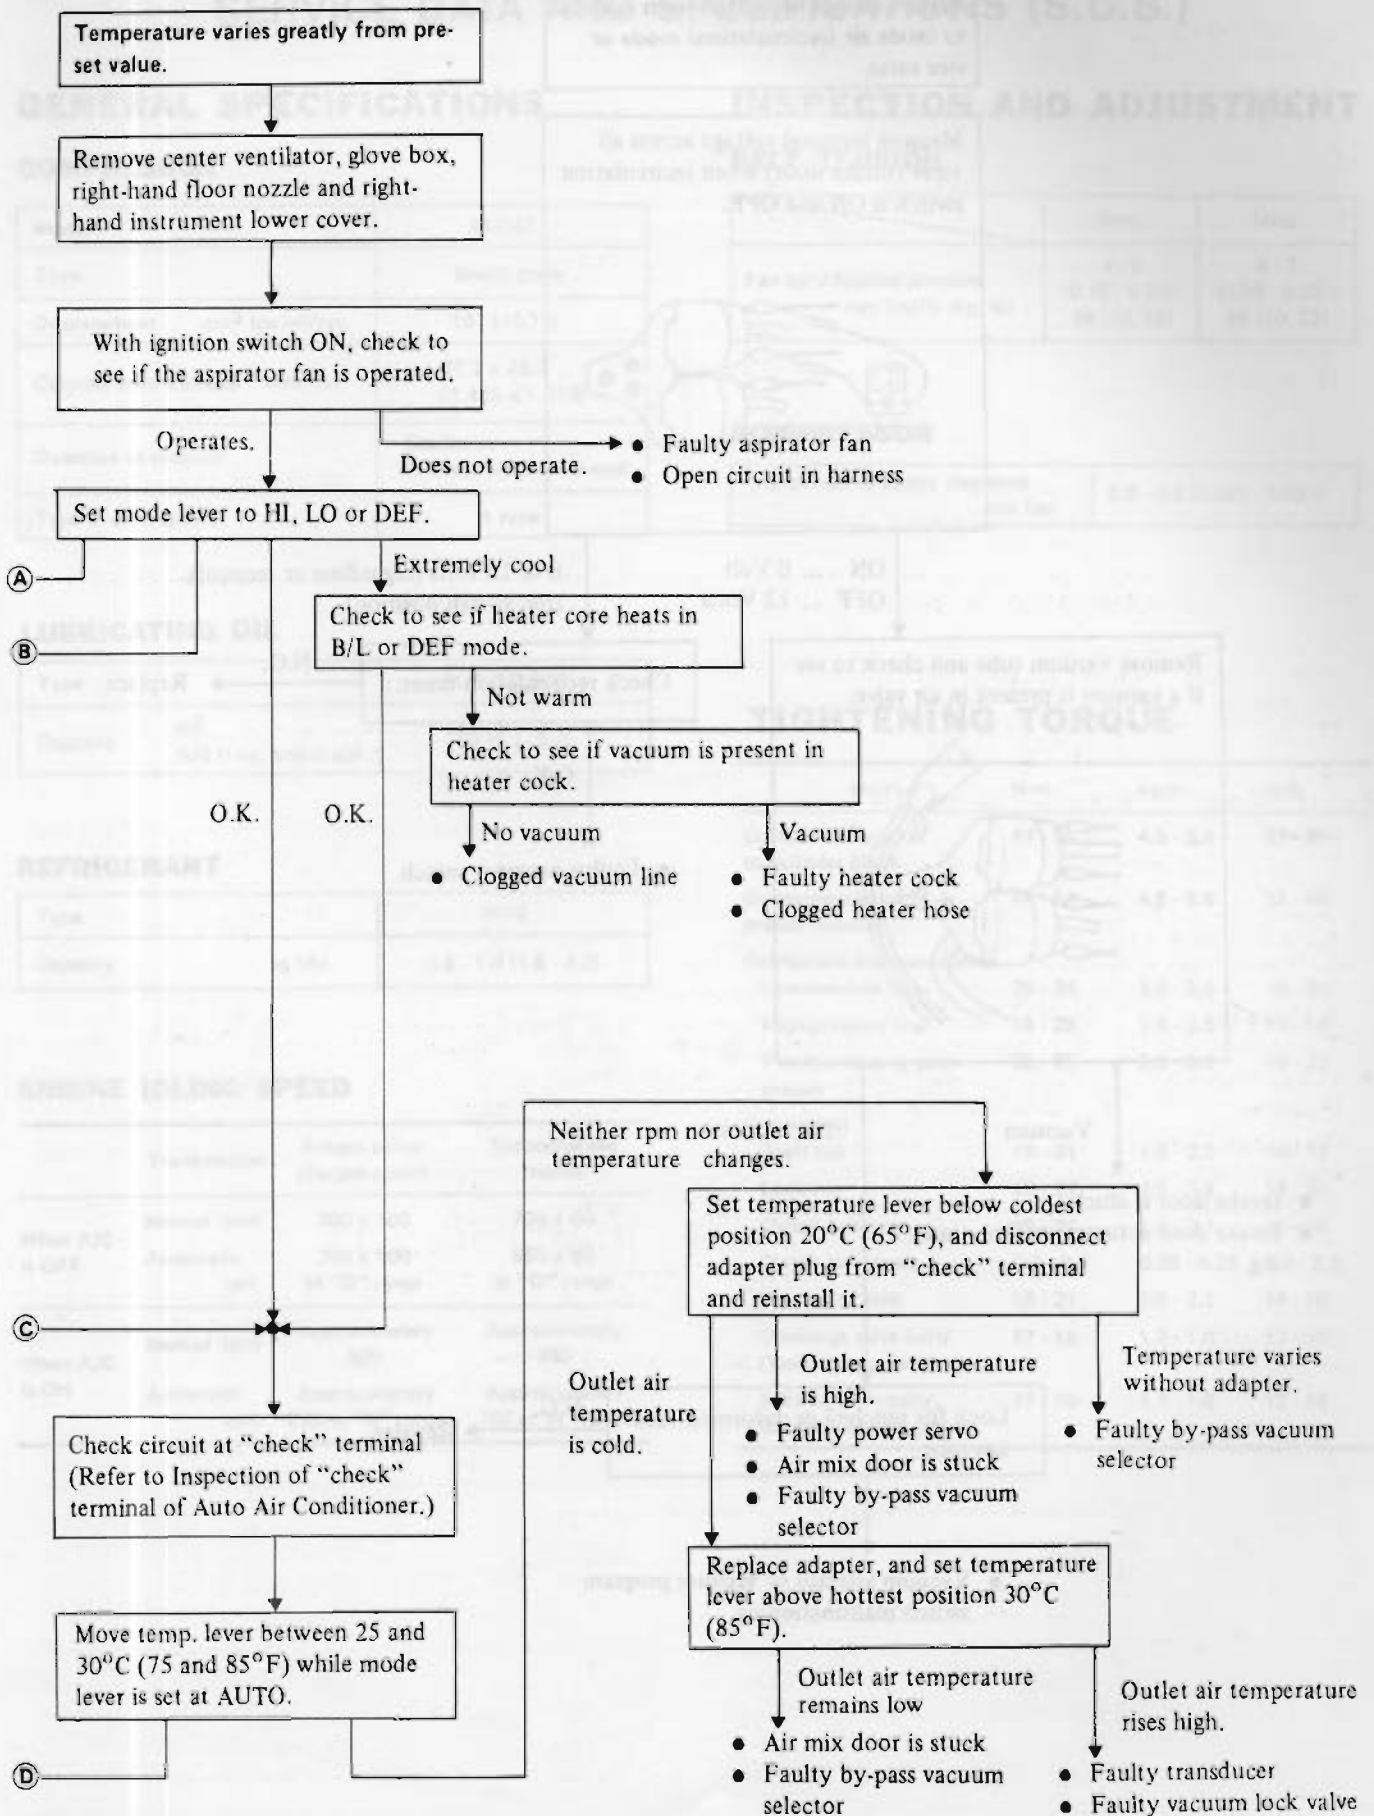 Temperature varies greatly from pre-
set value.
Remove center ventilator, glove box,
right-hand floor nozzle and right-
hand instrument lower cover.
With ignition switch ON, check to
see if the aspirator fan is operated.
Operates.
Does not operate.
• Faulty aspirator fan
• Open circuit in harness
Set mode lever to HI, LO or DEF.
A
B
Extremely cool
Check to see if heater core heats in
B/L or DEF mode.
Not warm
Check to see if vacuum is present in
heater cock.
O.K.
O.K.
No vacuum
• Clogged vacuum line
Vacuum
• Faulty heater cock
• Clogged heater hose
C
Check circuit at “check” terminal
(Refer to Inspection of “check”
terminal of Auto Air Conditioner.)
Move temp. lever between 25 and
30°C (75 and 85°F) while mode
lever is set at AUTO.
D
Neither rpm nor outlet air
temperature changes.
Set temperature lever below coldest
position 20°C (65°F), and disconnect
adapter plug from “check” terminal
and reinstall it.
Outlet air
temperature
is cold.
Outlet air temperature
is high.
• Faulty power servo
• Air mix door is stuck
• Faulty by-pass vacuum
selector
Temperature varies
without adapter.
• Faulty by-pass vacuum
selector
Replace adapter, and set temperature
lever above hottest position 30°C
(85°F).
Outlet air temperature
remains low
• Air mix door is stuck
• Faulty by-pass vacuum
selector
Outlet air temperature
rises high.
• Faulty transducer
• Faulty vacuum lock valve